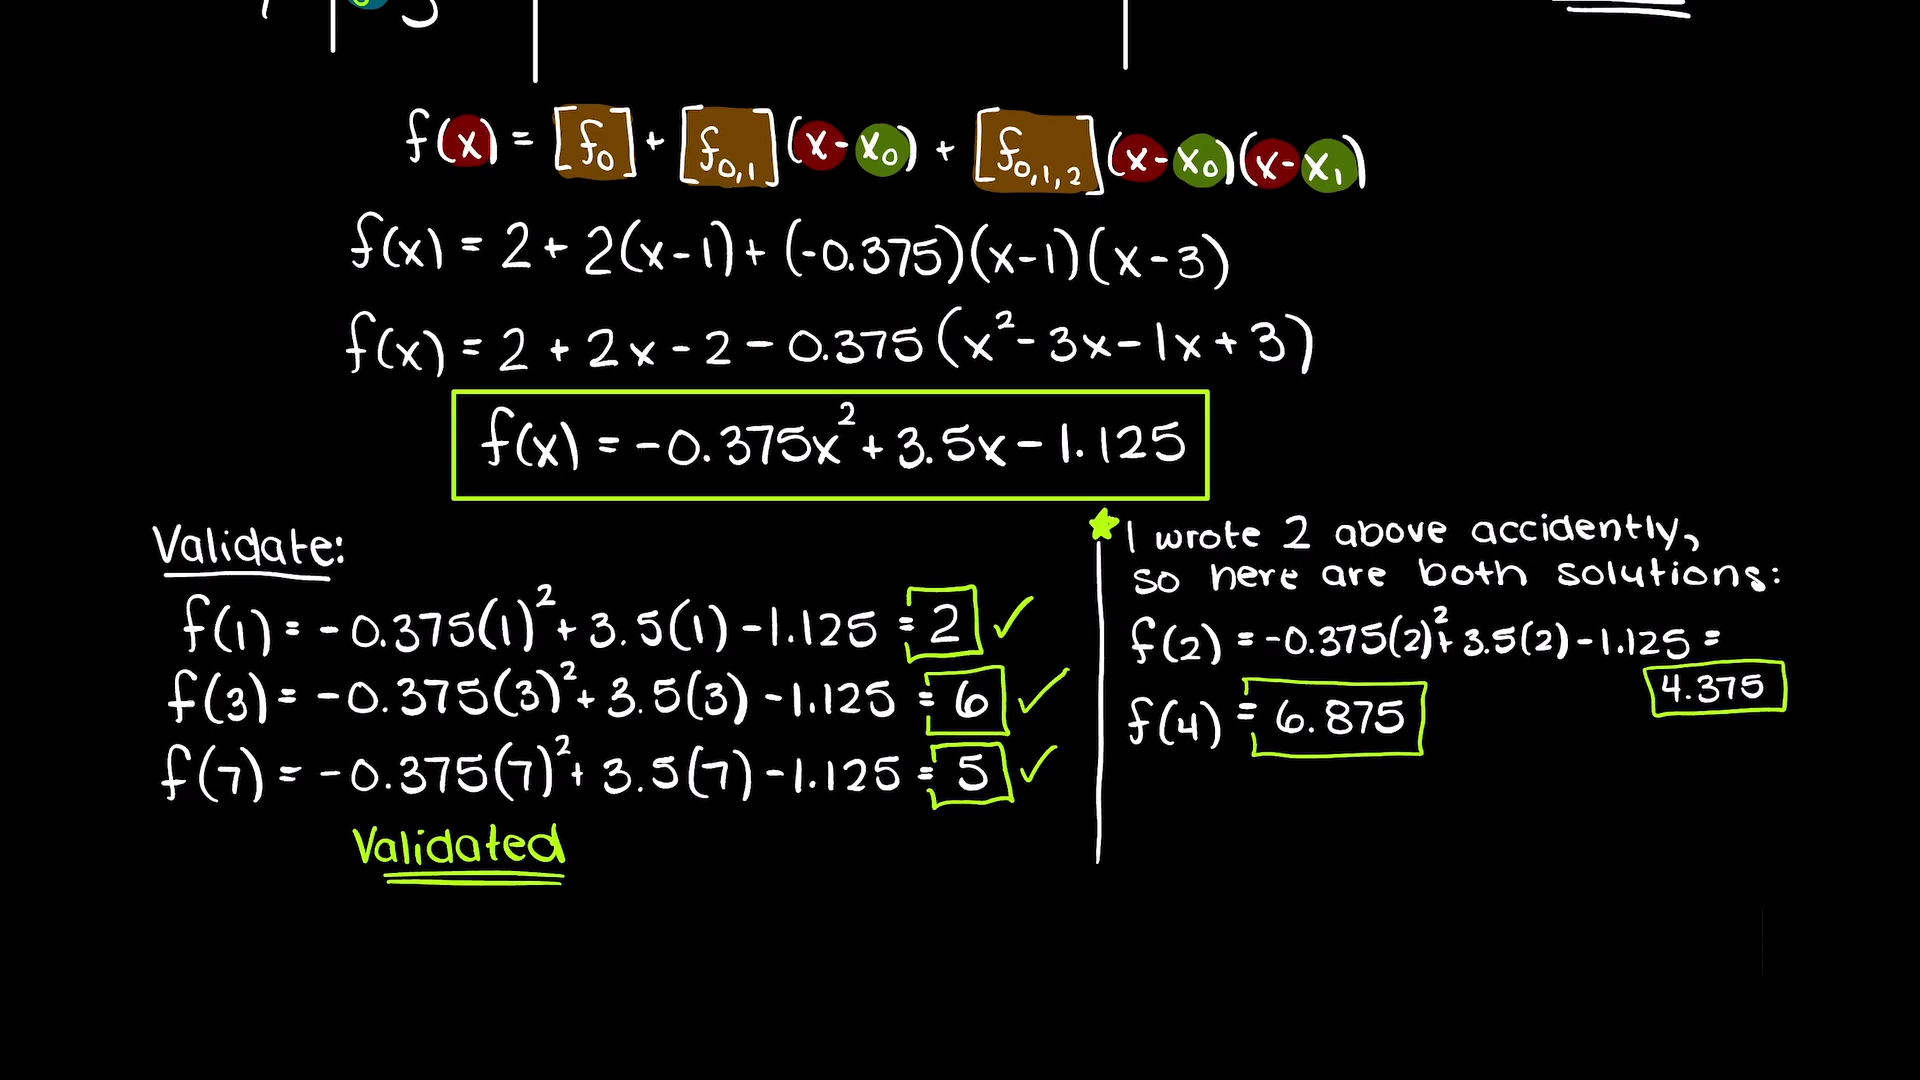 f(x) = [f₀] + [f₀,₁](x-x₀) + [f₀,₁,₂](x-x₀)(x-x₁)
f(x) = 2 + 2(x-1) + (-0.375)(x-1)(x-3)
f(x) = 2 + 2x - 2 - 0.375(x² - 3x - 1x + 3)
f(x) = -0.375x² + 3.5x - 1.125
Validate:
f(1) = -0.375(1)² + 3.5(1) - 1.125 = 2 ✓
f(3) = -0.375(3)² + 3.5(3) - 1.125 = 6 ✓
f(7) = -0.375(7)² + 3.5(7) - 1.125 = 5 ✓
Validated
★ I wrote 2 above accidently,
so here are both solutions:
f(2) = -0.375(2)² + 3.5(2) - 1.125 =
4.375
f(4) = 6.875